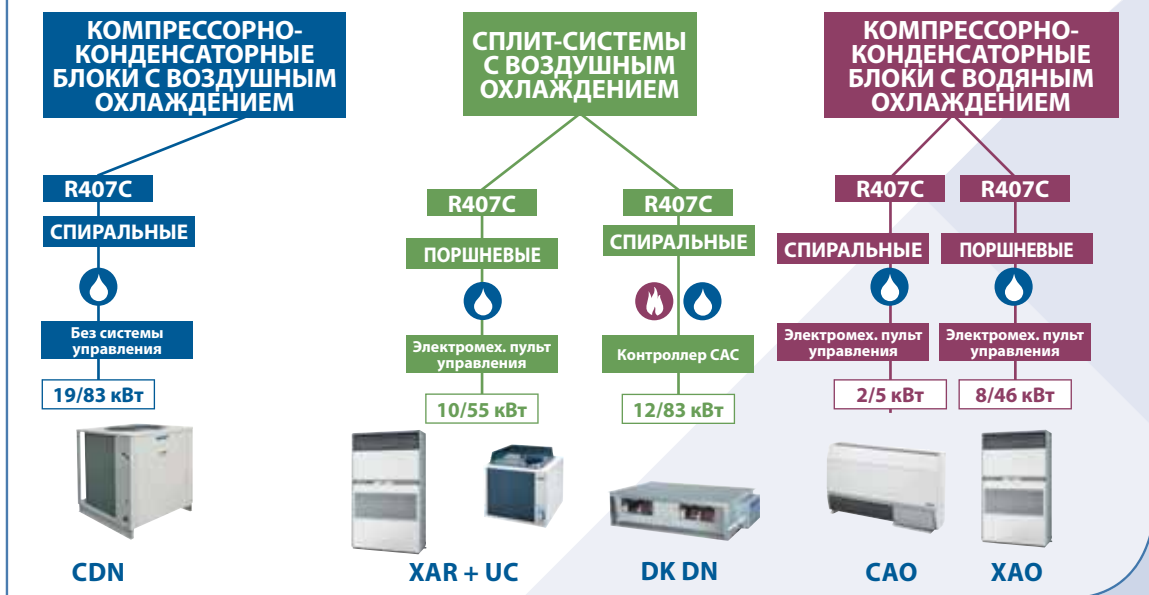 КОМПРЕССОРНО-
КОНДЕНСАТОРНЫЕ
БЛОКИ С ВОЗДУШНЫМ
ОХЛАЖДЕНИЕМ
R407C
СПИРАЛЬНЫЕ
Без системы
управления
19/83 кВт
CDN
СПЛИТ-СИСТЕМЫ
С ВОЗДУШНЫМ
ОХЛАЖДЕНИЕМ
R407C
ПОРШНЕВЫЕ
Электромех. пульт
управления
10/55 кВт
XAR + UC
R407C
СПИРАЛЬНЫЕ
Контроллер САС
12/83 кВт
DK DN
КОМПРЕССОРНО-
КОНДЕНСАТОРНЫЕ
БЛОКИ С ВОДЯНЫМ
ОХЛАЖДЕНИЕМ
R407C
СПИРАЛЬНЫЕ
Электромех. пульт
управления
2/5 кВт
CAO
R407C
ПОРШНЕВЫЕ
Электромех. пульт
управления
8/46 кВт
XAO